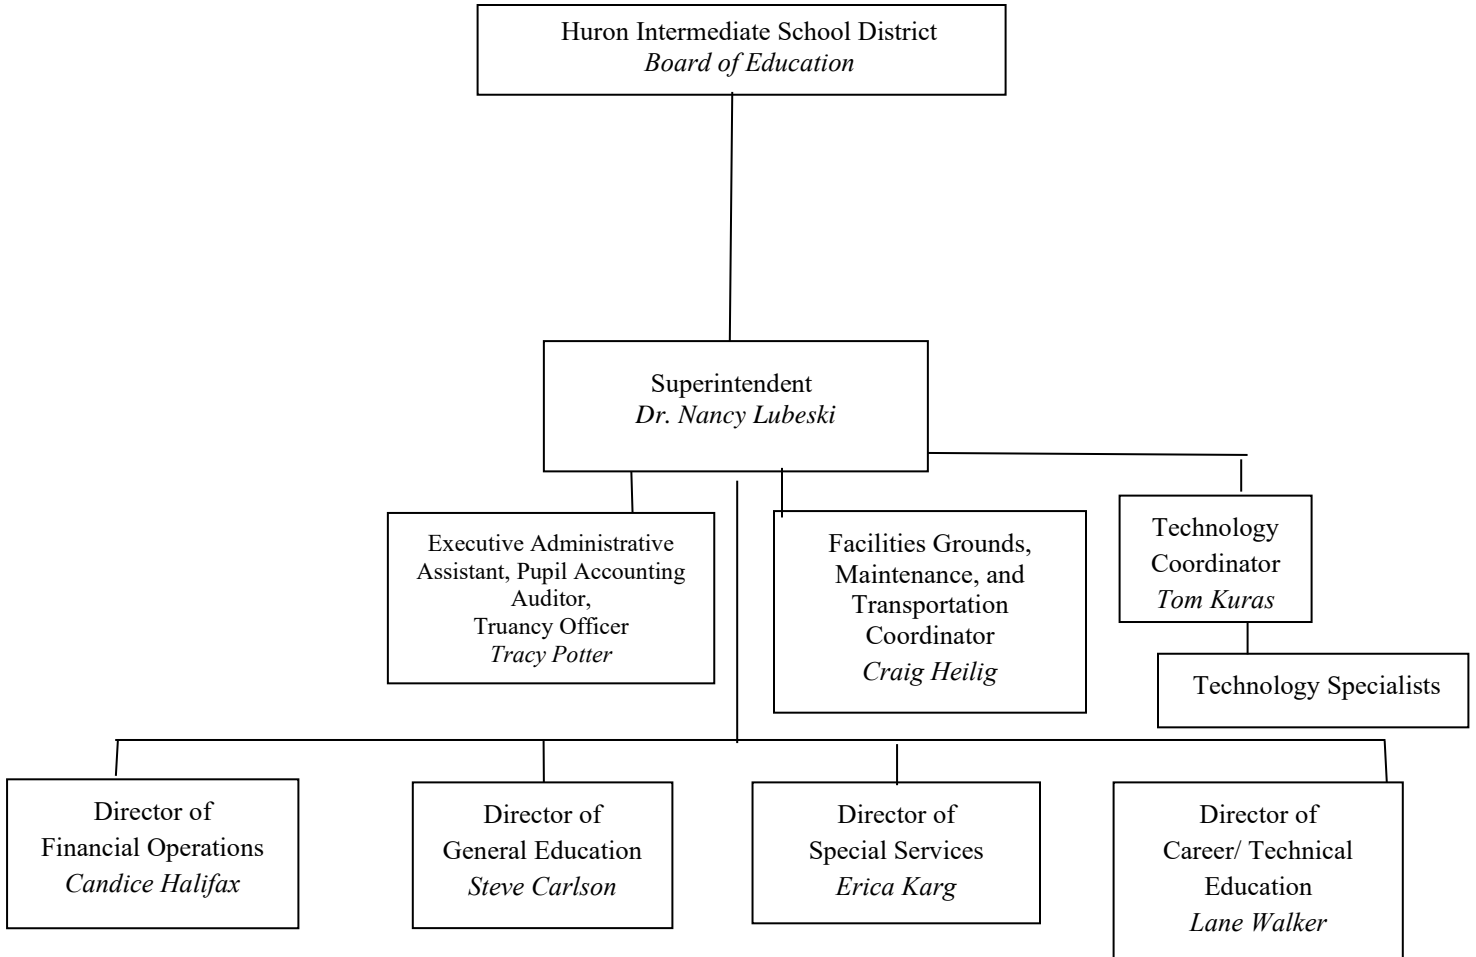 Huron Intermediate School District
Board of Education
Superintendent
Dr. Nancy Lubeski
Executive Administrative
Assistant, Pupil Accounting
Auditor,
Truancy Officer
Tracy Potter
Facilities Grounds,
Maintenance, and
Transportation
Coordinator
Craig Heilig
Technology
Coordinator
Tom Kuras
Technology Specialists
Director of
Financial Operations
Candice Halifax
Director of
General Education
Steve Carlson
Director of
Special Services
Erica Karg
Director of
Career/ Technical
Education
Lane Walker